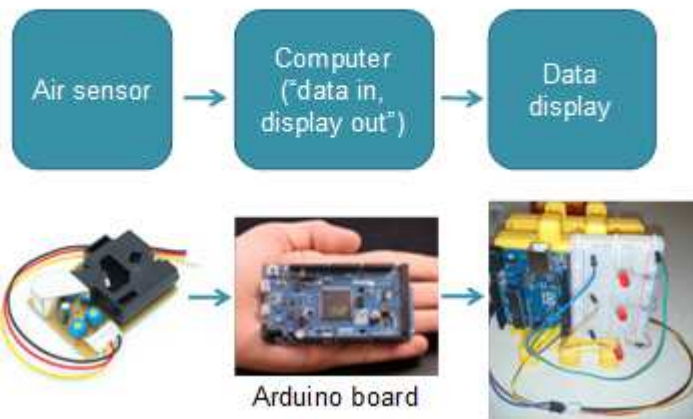 Air sensor
Computer
("data in,
display out")
Data
display
Arduino board